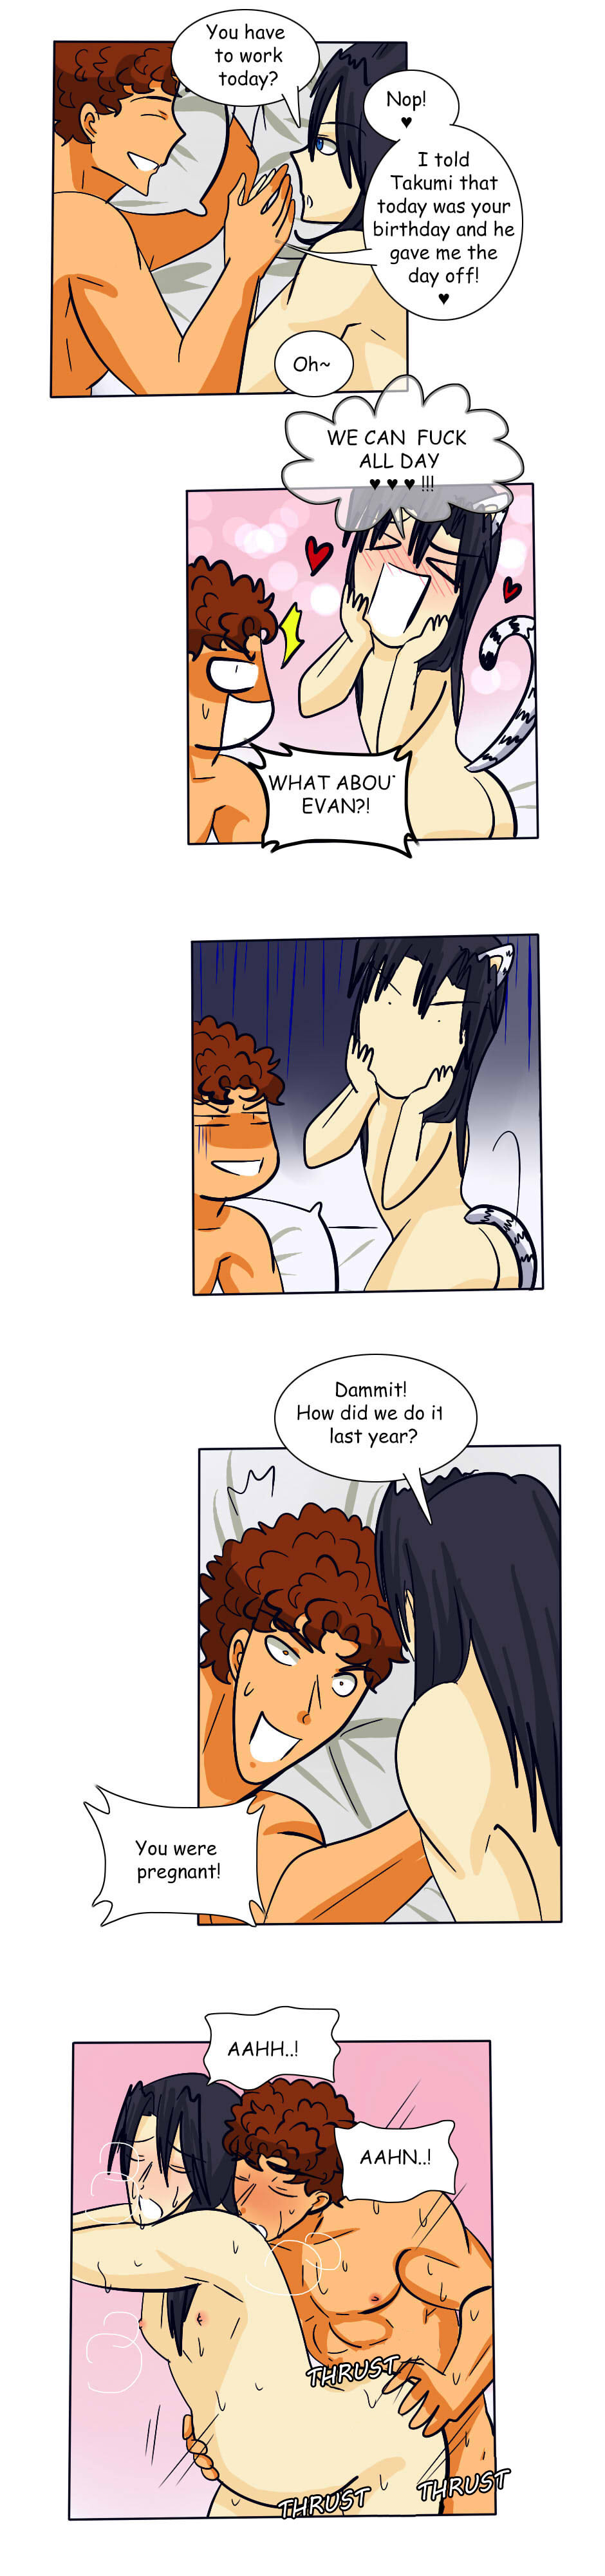 You have
to work
today?
Nop!
♥
I told
Takumi that
today was your
birthday and he
gave me the
day off!
♥
Oh~
WE CAN FUCK
ALL DAY
♥ ♥ ♥ !!!
WHAT ABOUT
EVAN?!
Dammit!
How did we do it
last year?
You were
pregnant!
AAHH..!
AAHN..!
THRUST
THRUST
THRUST